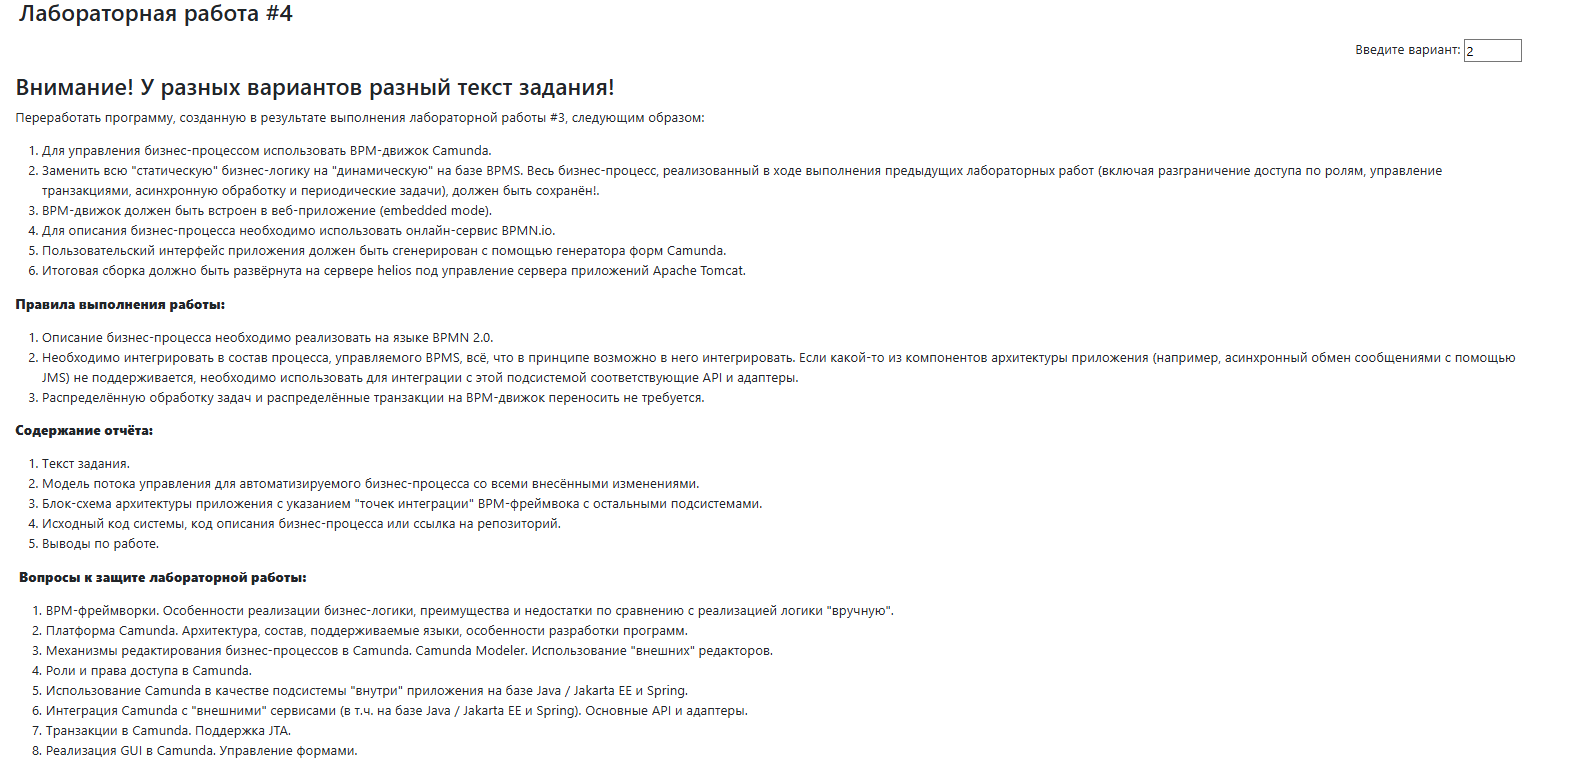 Лабораторная работа #4
Введите вариант: 2
Внимание! У разных вариантов разный текст задания!
Переработать программу, созданную в результате выполнения лабораторной работы #3, следующим образом:
1. Для управления бизнес-процессом использовать BPM-движок Camunda.
2. Заменить всю "статическую" бизнес-логику на "динамическую" на базе BPMS. Весь бизнес-процесс, реализованный в ходе выполнения предыдущих лабораторных работ (включая разграничение доступа по ролям, управление
транзакциями, асинхронную обработку и периодические задачи), должен быть сохранён!.
3. BPM-движок должен быть встроен в веб-приложение (embedded mode).
4. Для описания бизнес-процесса необходимо использовать онлайн-сервис BPMN.io.
5. Пользовательский интерфейс приложения должен быть сгенерирован с помощью генератора форм Camunda.
6. Итоговая сборка должно быть развёрнута на сервере helios под управление сервера приложений Apache Tomcat.
Правила выполнения работы:
1. Описание бизнес-процесса необходимо реализовать на языке BPMN 2.0.
2. Необходимо интегрировать в состав процесса, управляемого BPMS, всё, что в принципе возможно в него интегрировать. Если какой-то из компонентов архитектуры приложения (например, асинхронный обмен сообщениями с помощью
JMS) не поддерживается, необходимо использовать для интеграции с этой подсистемой соответствующие API и адаптеры.
3. Распределённую обработку задач и распределённые транзакции на BPM-движок переносить не требуется.
Содержание отчёта:
1. Текст задания.
2. Модель потока управления для автоматизируемого бизнес-процесса со всеми внесёнными изменениями.
3. Блок-схема архитектуры приложения с указанием "точек интеграции" BPM-фреймвока с остальными подсистемами.
4. Исходный код системы, код описания бизнес-процесса или ссылка на репозиторий.
5. Выводы по работе.
Вопросы к защите лабораторной работы:
1. BPM-фреймворки. Особенности реализации бизнес-логики, преимущества и недостатки по сравнению с реализацией логики "вручную".
2. Платформа Camunda. Архитектура, состав, поддерживаемые языки, особенности разработки программ.
3. Механизмы редактирования бизнес-процессов в Camunda. Camunda Modeler. Использование "внешних" редакторов.
4. Роли и права доступа в Camunda.
5. Использование Camunda в качестве подсистемы "внутри" приложения на базе Java / Jakarta EE и Spring.
6. Интеграция Camunda с "внешними" сервисами (в т.ч. на базе Java / Jakarta EE и Spring). Основные API и адаптеры.
7. Транзакции в Camunda. Поддержка JTA.
8. Реализация GUI в Camunda. Управление формами.